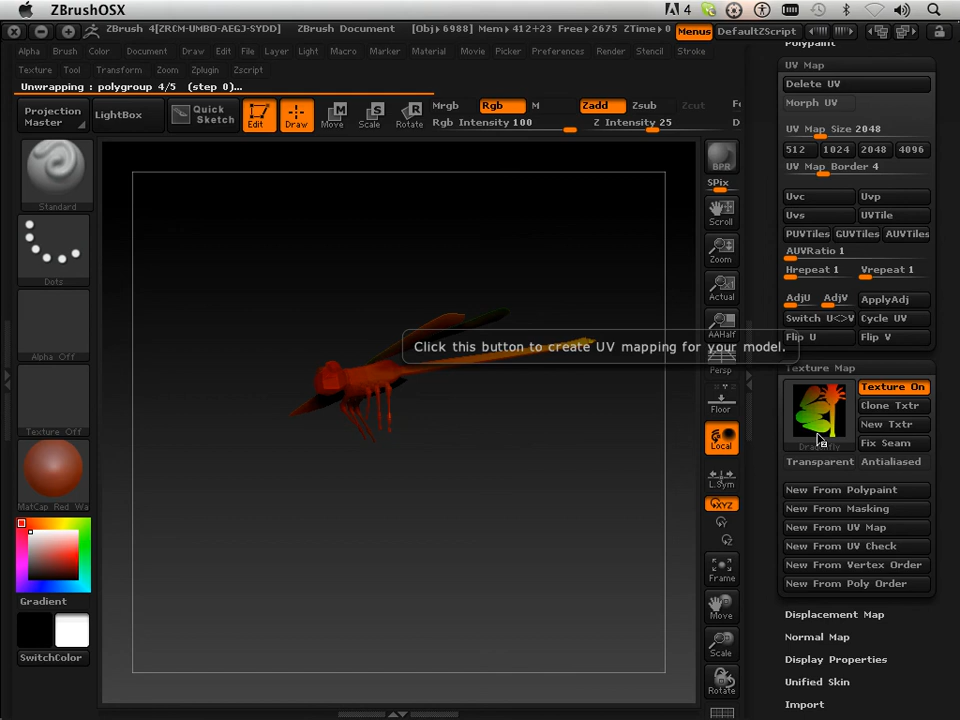 ZBrushOSX
4
ZBrush 4[ZRCM-UMBO-AEGJ-SYDD] ZBrush Document [Obj]6988 Mem:412+23 Free:2675 ZTime:0 Menus DefaultZScript
Alpha Brush Color Document Draw Edit File Layer Light Macro Marker Material Movie Picker Preferences Render Stencil Stroke
Texture Tool Transform Zoom Zplugin Zscript
Unwrapping : polygroup 4/5 (step 0)...
Projection Master
LightBox
Quick Sketch
Edit Draw Move Scale Rotate
Mrgb Rgb M Zadd Zsub Zcut Fo
Rgb Intensity 100 Z Intensity 25 D
Standard
Dots
Alpha Off
Texture Off
MatCap Red Wa
Gradient
SwitchColor
BPR
SPix
Scroll
Zoom
Actual
AAHalf
Persp
Floor
Local
L.Sym
XYZ
Y
Z
Frame
Move
Scale
Rotate
Click this button to create UV mapping for your model.
Polypaint
UV Map
Delete UV
Morph UV
UV Map Size 2048
512 1024 2048 4096
UV Map Border 4
Uvc Uvp
Uvs UVTile
PUVTiles GUVTiles AUVTiles
AUVRatio 1
Hrepeat 1 Vrepeat 1
AdjU AdjV ApplyAdj
Switch U<>V Cycle UV
Flip U Flip V
Texture Map
Texture On
Clone Txtr
New Txtr
Fix Seam
Transparent Antialiased
New From Polypaint
New From Masking
New From UV Map
New From UV Check
New From Vertex Order
New From Poly Order
Displacement Map
Normal Map
Display Properties
Unified Skin
Import